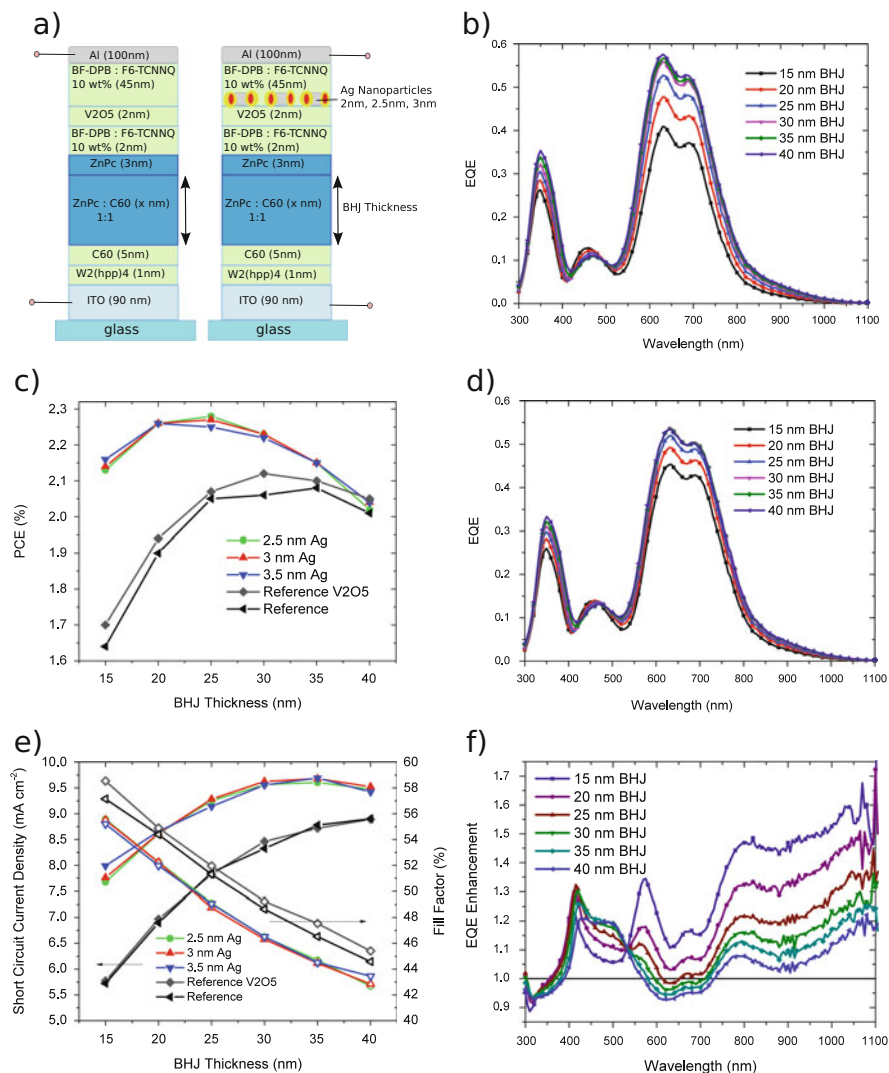 a)
Al (100nm)
BF-DPB : F6-TCNNQ
10 wt% (45nm)
V2O5 (2nm)
BF-DPB : F6-TCNNQ
10 wt% (2nm)
ZnPc (3nm)
ZnPc : C60 (x nm)
1:1
C60 (5nm)
W2(hpp)4 (1nm)
ITO (90 nm)
glass
Al (100nm)
BF-DPB : F6-TCNNQ
10 wt% (45nm)
Ag Nanoparticles
2nm, 2.5nm, 3nm
V2O5 (2nm)
BF-DPB : F6-TCNNQ
10 wt% (2nm)
ZnPc (3nm)
ZnPc : C60 (x nm)
1:1
BHJ Thickness
C60 (5nm)
W2(hpp)4 (1nm)
ITO (90 nm)
glass
b)
EQE
0,6
0,5
0,4
0,3
0,2
0,1
0,0
15 nm BHJ
20 nm BHJ
25 nm BHJ
30 nm BHJ
35 nm BHJ
40 nm BHJ
300 400 500 600 700 800 900 1000 1100
Wavelength (nm)
c)
PCE (%)
2.3
2.2
2.1
2.0
1.9
1.8
1.7
1.6
2.5 nm Ag
3 nm Ag
3.5 nm Ag
Reference V2O5
Reference
15 20 25 30 35 40
BHJ Thickness (nm)
d)
EQE
0.6
0.5
0.4
0.3
0.2
0.1
0.0
15 nm BHJ
20 nm BHJ
25 nm BHJ
30 nm BHJ
35 nm BHJ
40 nm BHJ
300 400 500 600 700 800 900 1000 1100
Wavelength (nm)
e)
Short Circuit Current Density (mA cm⁻²)
10.0
9.5
9.0
8.5
8.0
7.5
7.0
6.5
6.0
5.5
5.0
2.5 nm Ag
3 nm Ag
3.5 nm Ag
Reference V2O5
Reference
60
58
56
54
52
50
48
46
44
42
40
Fill Factor (%)
15 20 25 30 35 40
BHJ Thickness (nm)
f)
EQE Enhancement
1.7
1.6
1.5
1.4
1.3
1.2
1.1
1.0
0.9
15 nm BHJ
20 nm BHJ
25 nm BHJ
30 nm BHJ
35 nm BHJ
40 nm BHJ
300 400 500 600 700 800 900 1000 1100
Wavelength (nm)